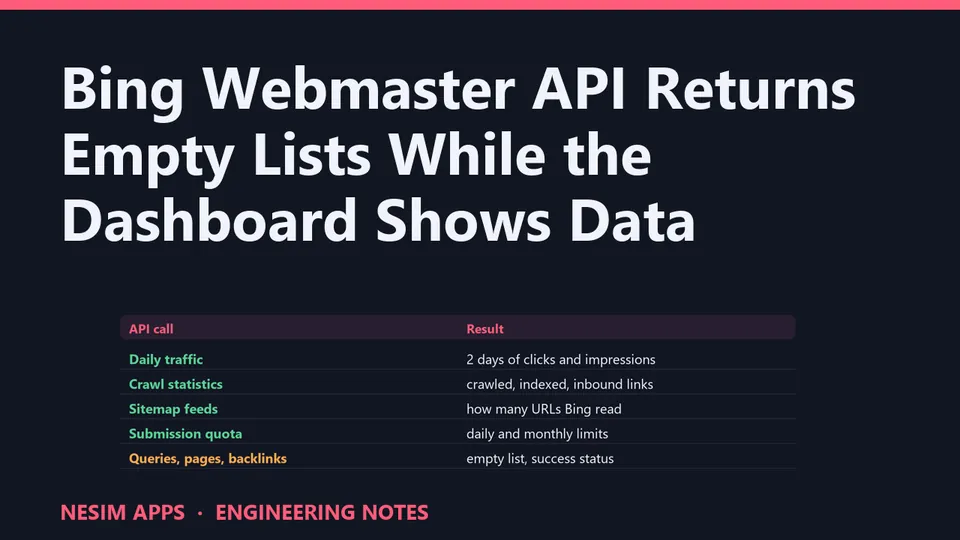 Bing Webmaster API Returns
Empty Lists While the
Dashboard Shows Data
API call Result
Daily traffic 2 days of clicks and impressions
Crawl statistics crawled, indexed, inbound links
Sitemap feeds how many URLs Bing read
Submission quota daily and monthly limits
Queries, pages, backlinks empty list, success status
NESIM APPS · ENGINEERING NOTES